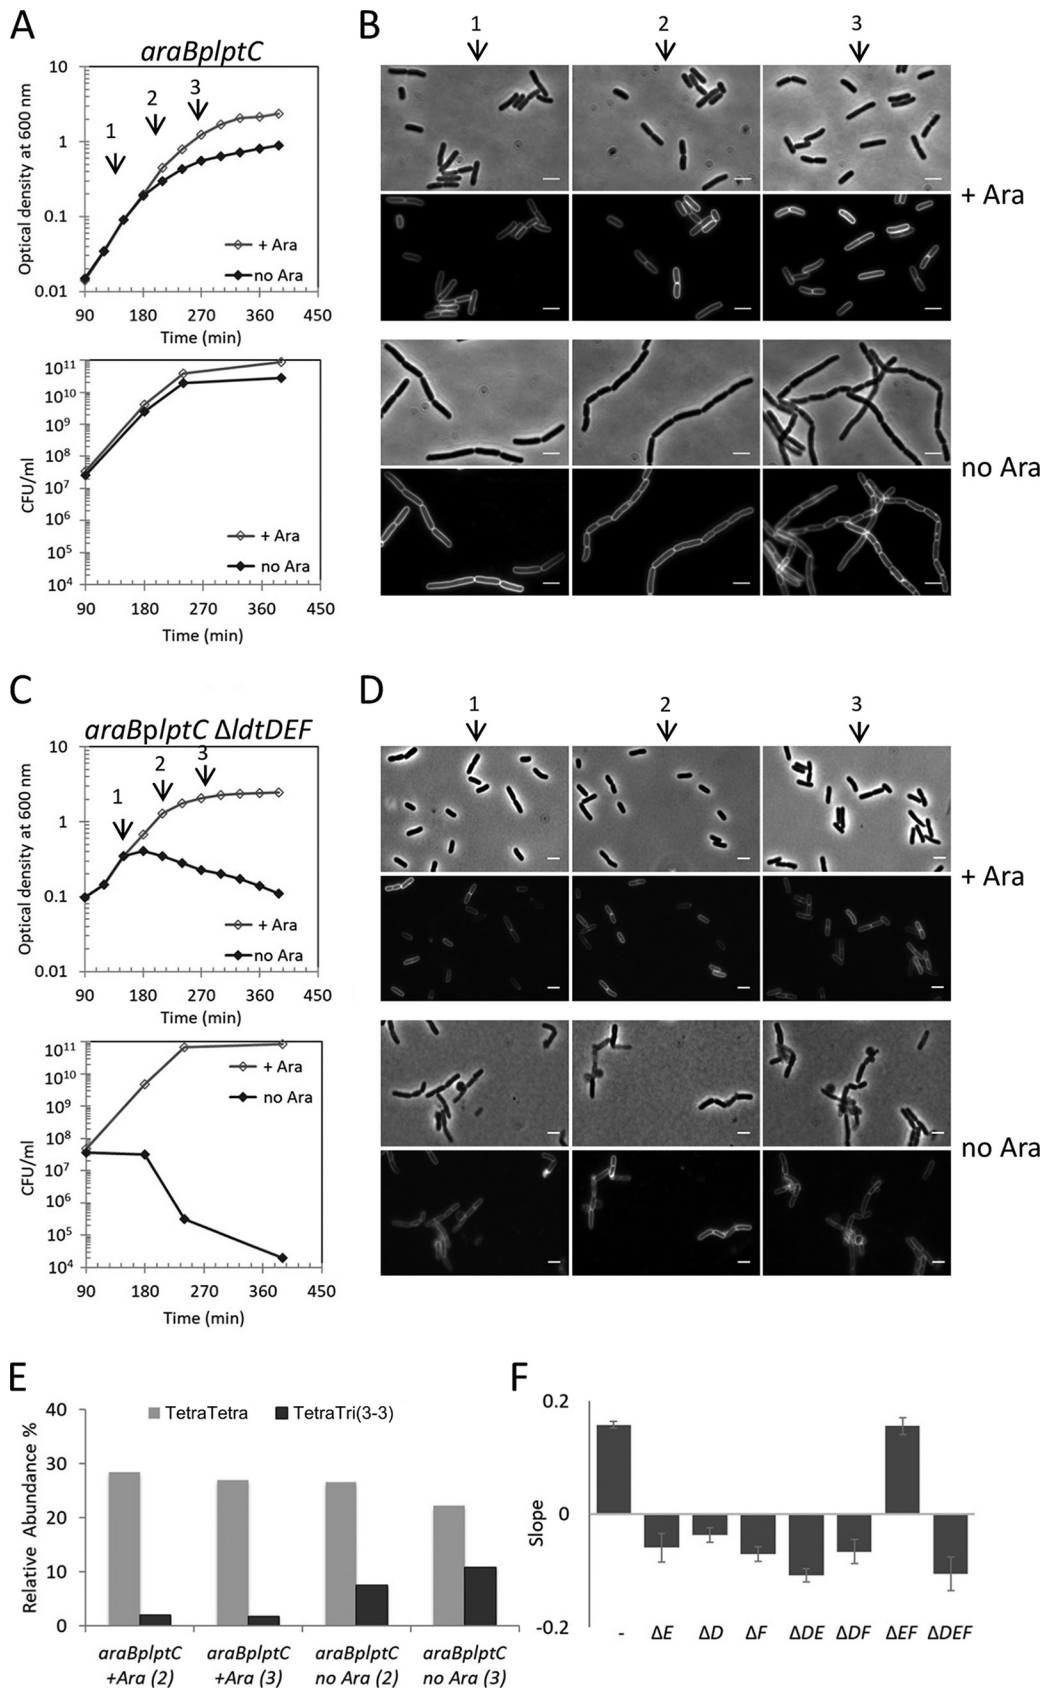 A
araBplptC
10
1
0.1
0.01
Optical density at 600 nm
1
2
3
+ Ara
no Ara
90 180 270 360 450
Time (min)
10^11
10^10
10^9
10^8
10^7
10^6
10^5
10^4
CFU/ml
+ Ara
no Ara
90 180 270 360 450
Time (min)
B
1 2 3
+ Ara
no Ara
C
araBplptC ΔldtDEF
10
1
0.1
0.01
Optical density at 600 nm
1
2
3
+ Ara
no Ara
90 180 270 360 450
Time (min)
10^11
10^10
10^9
10^8
10^7
10^6
10^5
10^4
CFU/ml
+ Ara
no Ara
90 180 270 360 450
Time (min)
D
1 2 3
+ Ara
no Ara
E
40
30
20
10
0
Relative Abundance %
TetraTetra TetraTri(3-3)
araBplptC araBplptC araBplptC araBplptC
+Ara (2) +Ara (3) no Ara (2) no Ara (3)
F
0.2
0
-0.2
Slope
- ΔE ΔD ΔF ΔDE ΔDF ΔEF ΔDEF